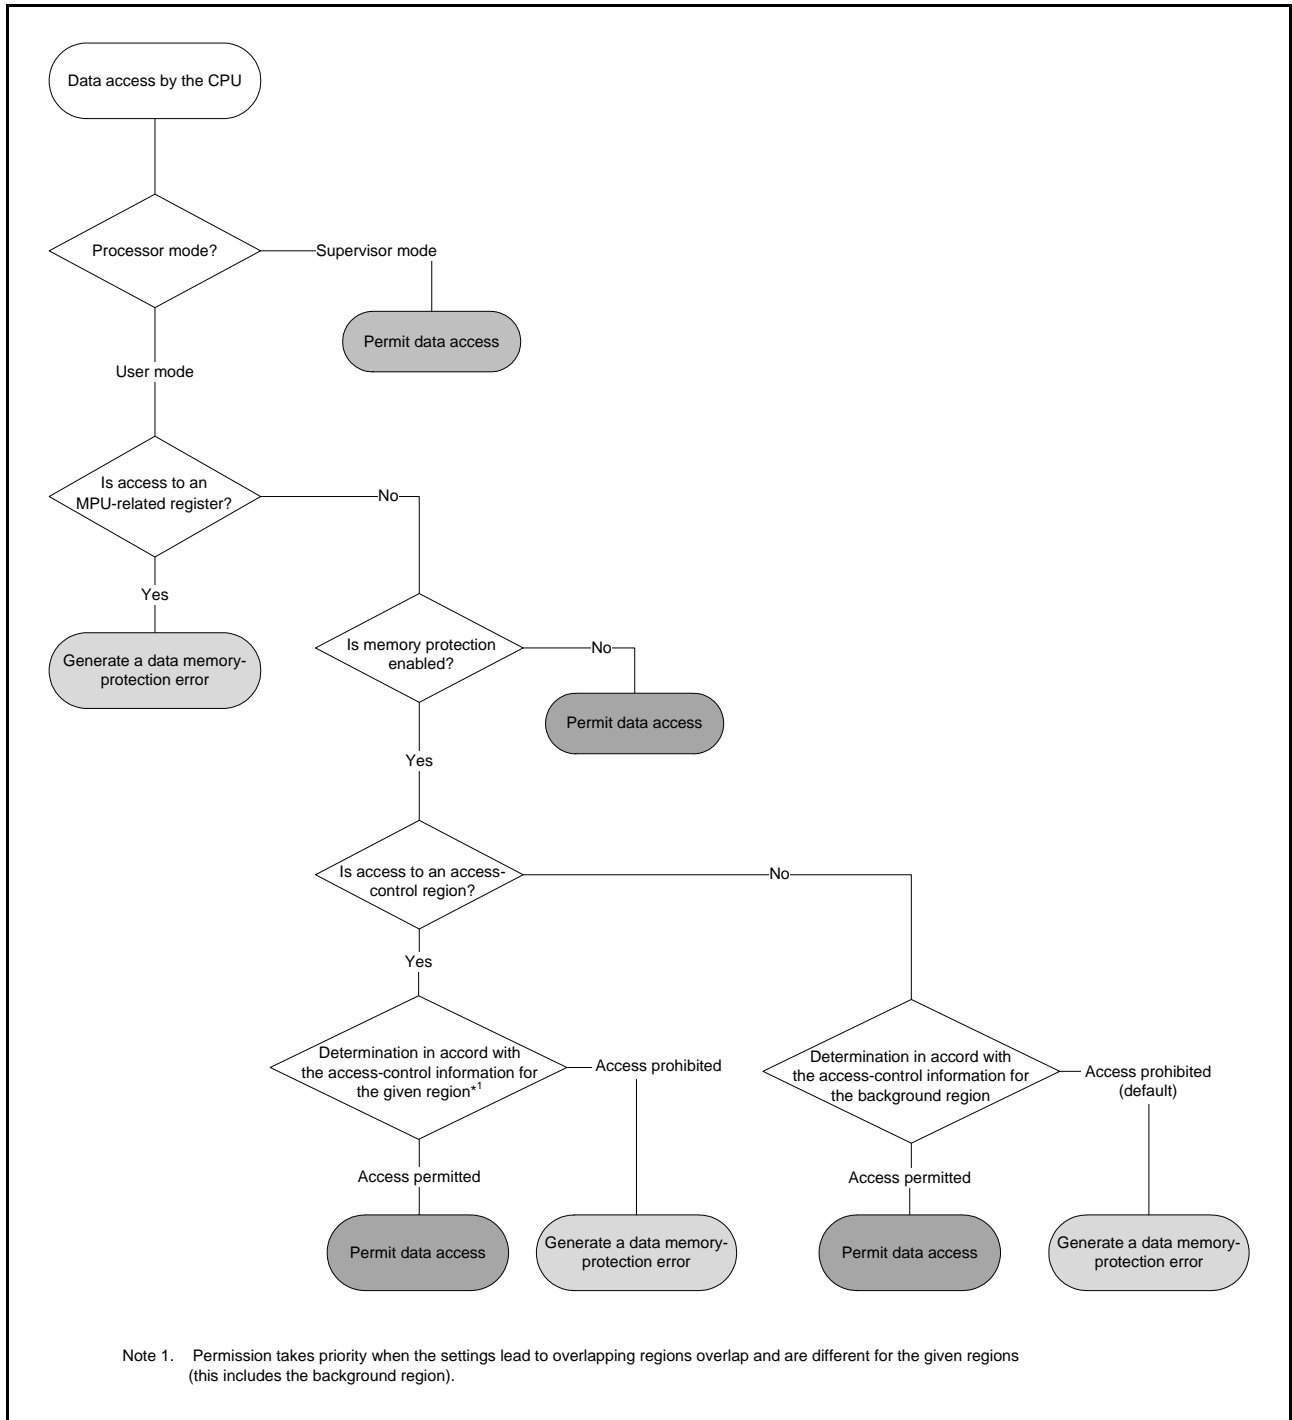 Data access by the CPU
Processor mode?
Supervisor mode
Permit data access
User mode
Is access to an
MPU-related register?
No
Yes
Generate a data memory-
protection error
Is memory protection
enabled?
No
Permit data access
Yes
Is access to an access-
control region?
No
Yes
Determination in accord with
the access-control information for
the given region*1
Access prohibited
Determination in accord with
the access-control information for
the background region
Access prohibited
(default)
Access permitted
Access permitted
Permit data access
Generate a data memory-
protection error
Permit data access
Generate a data memory-
protection error
Note 1. Permission takes priority when the settings lead to overlapping regions overlap and are different for the given regions
(this includes the background region).